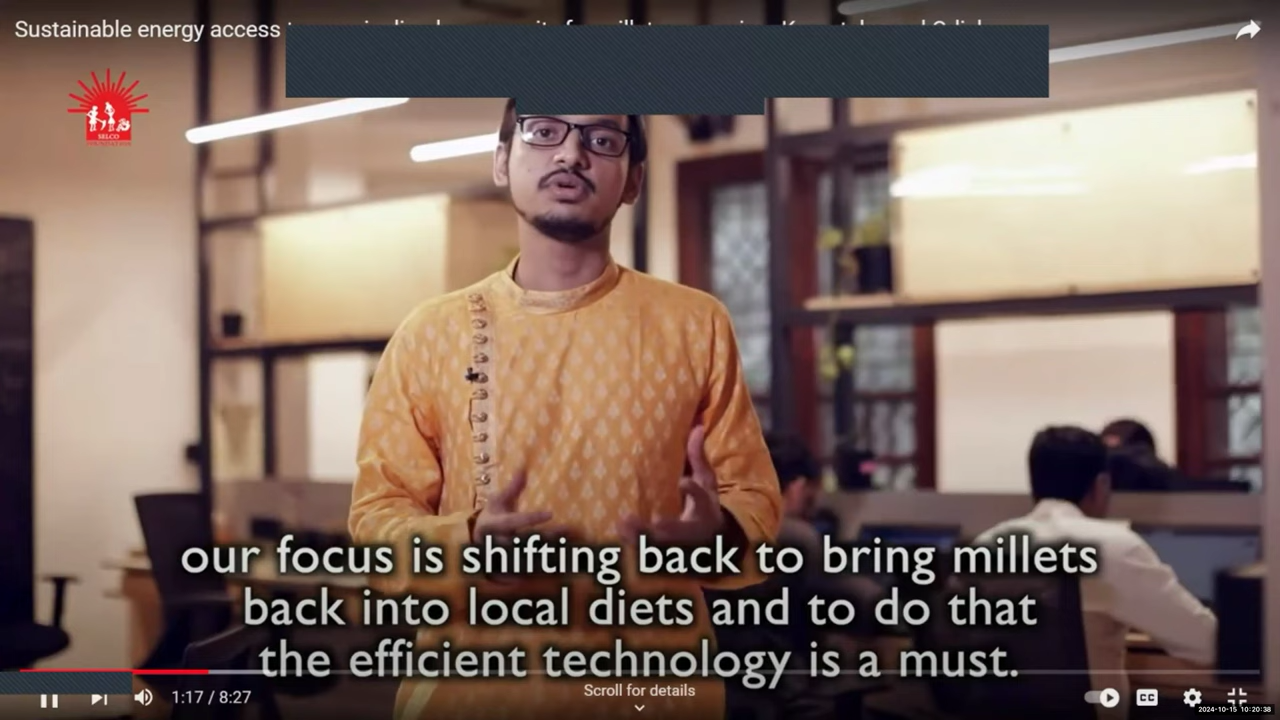 Sustainable energy access
SELCO
FOUNDATION
our focus is shifting back to bring millets
back into local diets and to do that
the efficient technology is a must.
1:17 / 8:27
Scroll for details
CC
2024-10-15 10:20:38